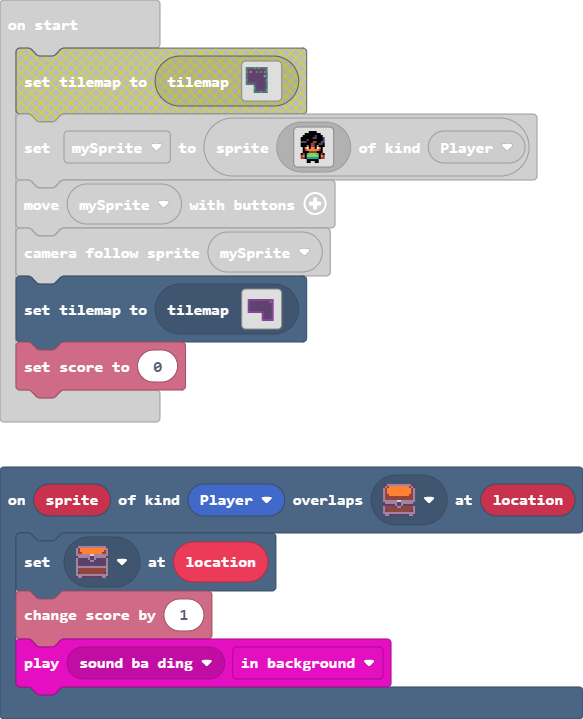 on start
set tilemap to tilemap
set mySprite to sprite of kind Player
move mySprite with buttons
camera follow sprite mySprite
set tilemap to tilemap
set score to 0
on sprite of kind Player overlaps at location
set at location
change score by 1
play sound ba ding in background